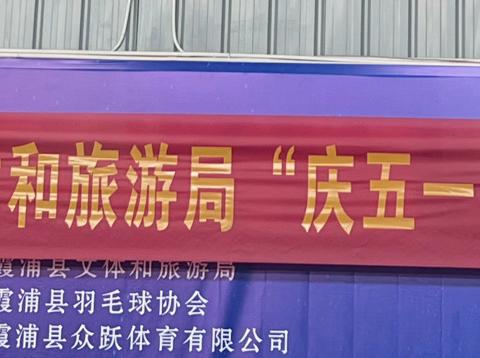 和旅游局“庆五一
霞浦县文体和旅游局
霞浦县羽毛球协会
霞浦县众跃体育有限公司